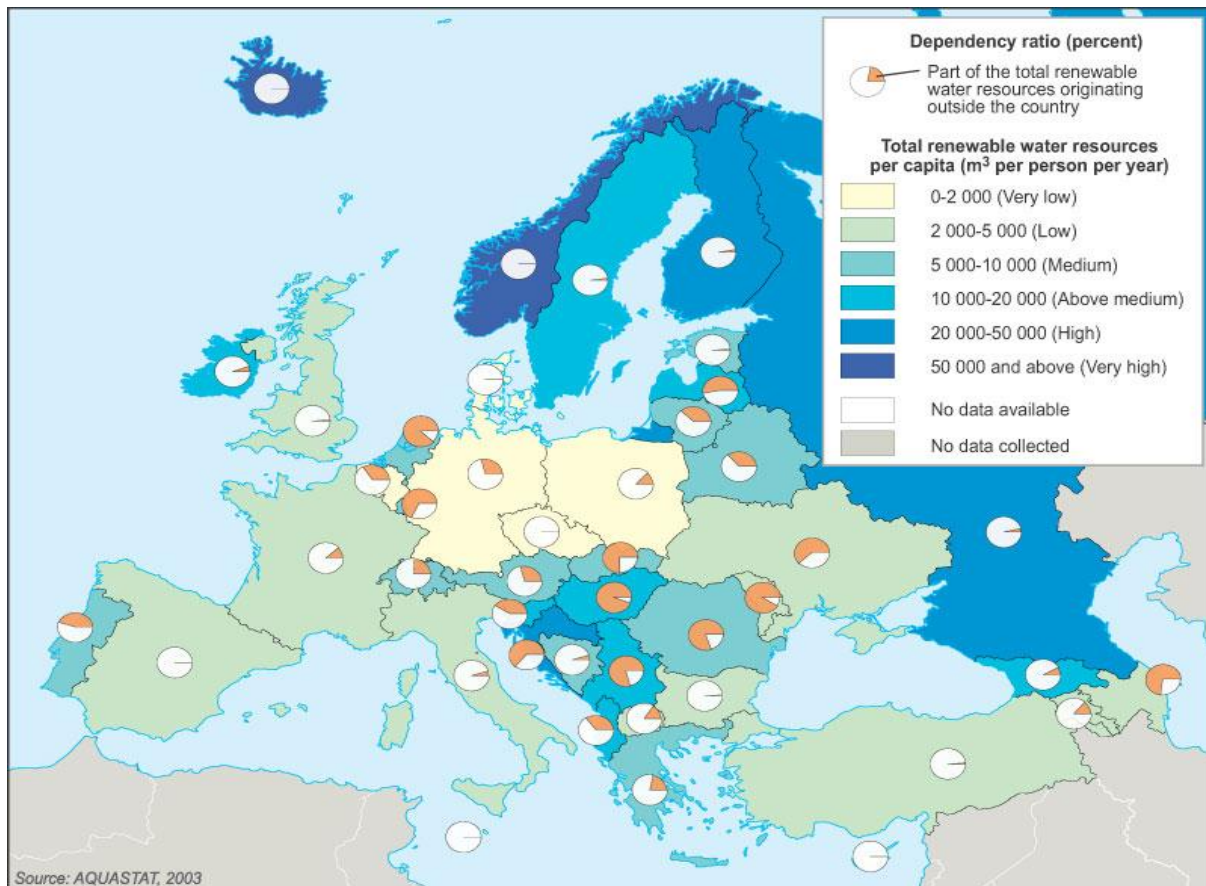 Dependency ratio (percent)
Part of the total renewable
water resources originating
outside the country
Total renewable water resources
per capita (m³ per person per year)
0-2 000 (Very low)
2 000-5 000 (Low)
5 000-10 000 (Medium)
10 000-20 000 (Above medium)
20 000-50 000 (High)
50 000 and above (Very high)
No data available
No data collected
Source: AQUASTAT, 2003